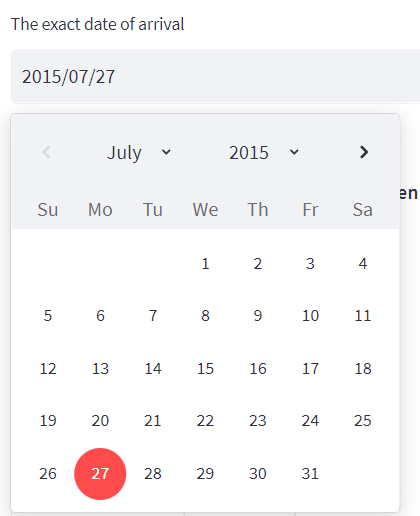 The exact date of arrival
2015/07/27
July 2015
Su Mo Tu We Th Fr Sa
en
1 2 3 4
5 6 7 8 9 10 11
12 13 14 15 16 17 18
19 20 21 22 23 24 25
26 27 28 29 30 31